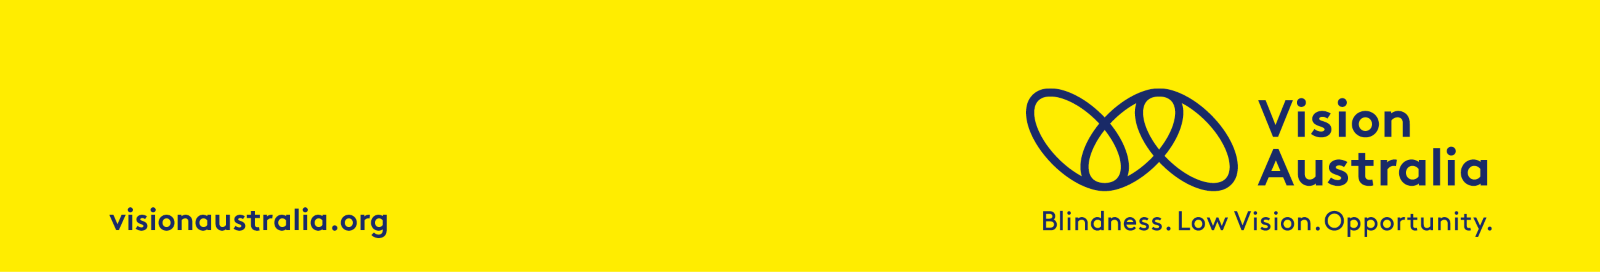 Vision
Australia
visionaustralia.org
Blindness. Low Vision. Opportunity.